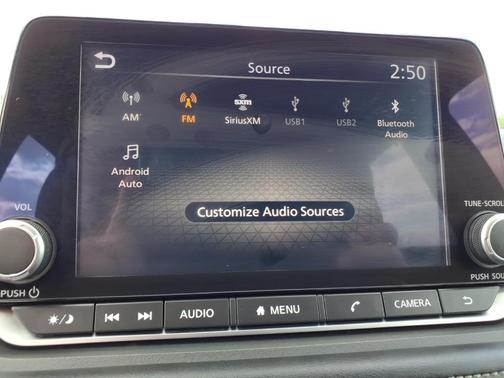 Source
2:50
AM
FM
SXM
SiriusXM
USB1
USB2
Bluetooth
Audio
Android
Auto
Customize Audio Sources
VOL
TUNE-SCROLL
PUSH
PUSH SOU
AUDIO
MENU
CAMERA